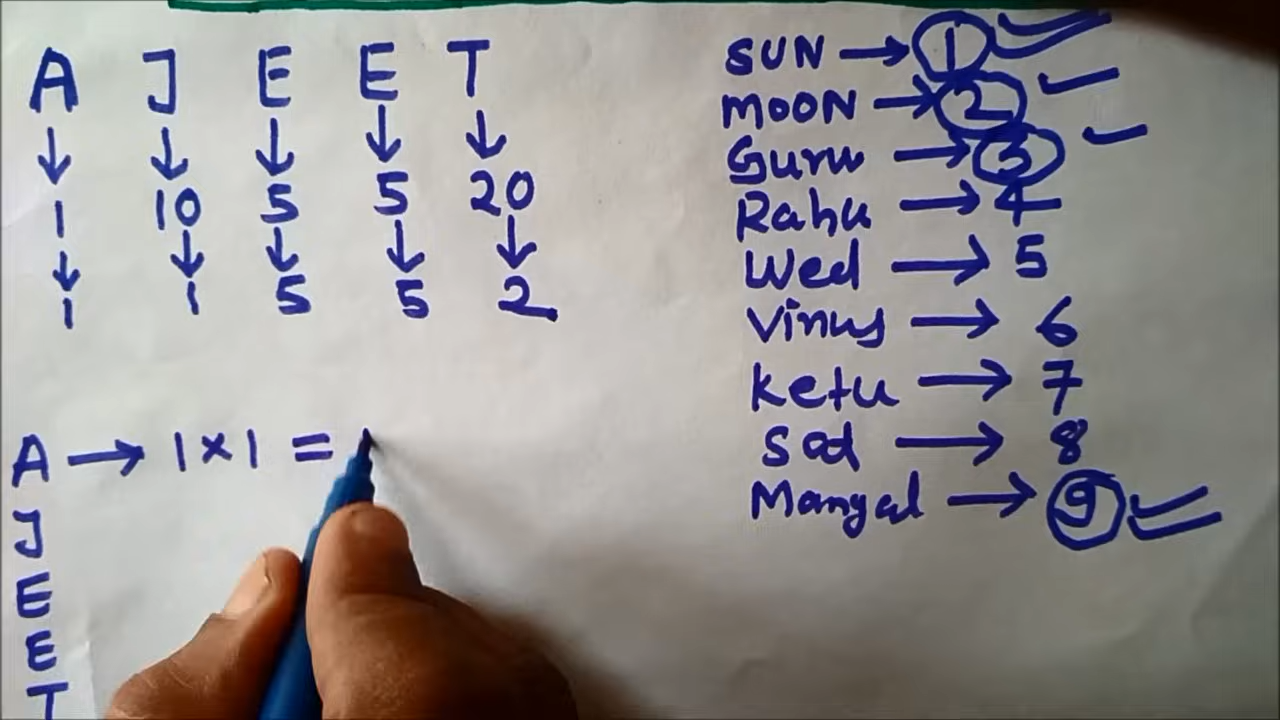 A J E E T
↓ ↓ ↓ ↓ ↓
1 10 5 5 20
↓ ↓ ↓ ↓ ↓
1 1 5 5 2
A → 1×1 =
J
E
E
T
SUN → 1
MOON → 2
Guru → 3
Rahu → 4
Wed → 5
Vinus → 6
Ketu → 7
Sat → 8
Mangal → 9